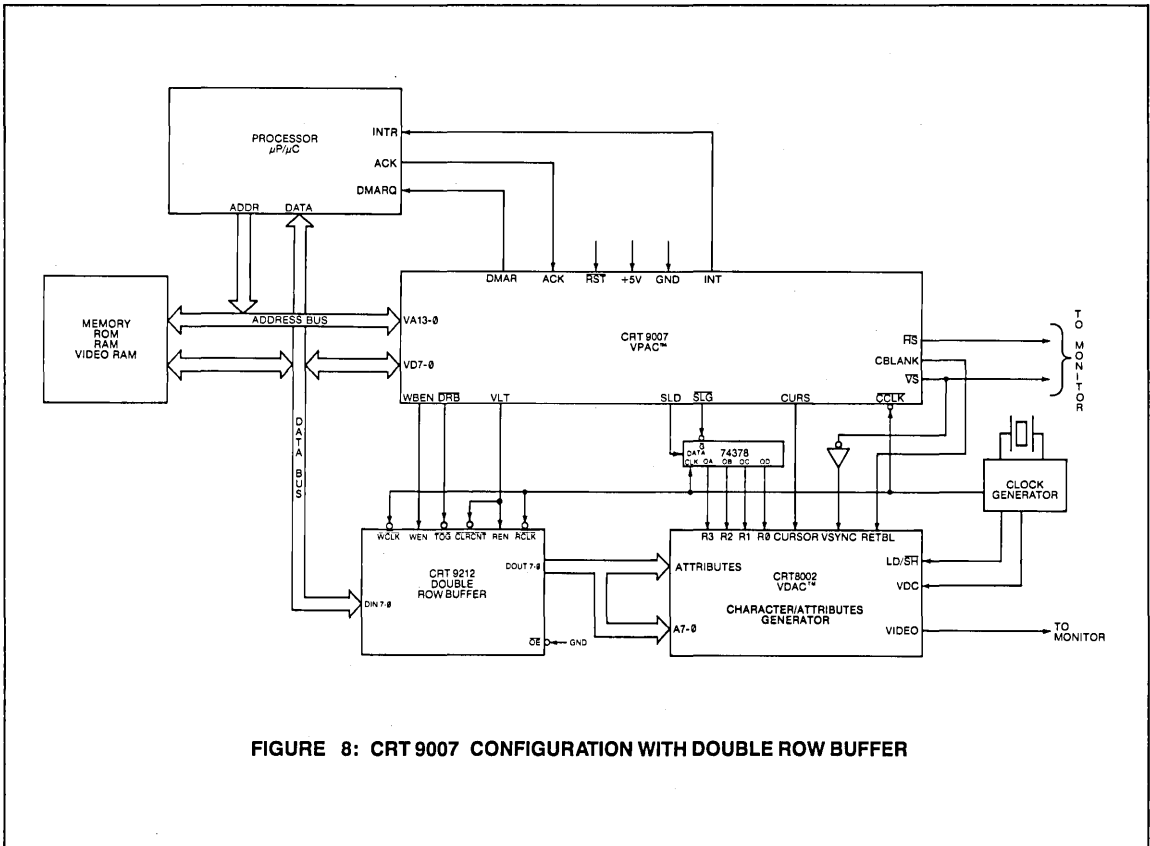 PROCESSOR
µP/µC
INTR
ACK
DMARQ
ADDR DATA
MEMORY
ROM
RAM
VIDEO RAM
ADDRESS BUS
DATA BUS
DMAR ACK RST +5V GND INT
VA13-0
VD7-0
CRT 9007
VPAC™
HS
CBLANK
VS
TO MONITOR
WBEN DRB VLT SLD SLG CURS CCLK
G
DATA 74378
CLK QA QB QC QD
CLOCK
GENERATOR
WCLK WEN TOG CLRCNT REN RCLK
DOUT 7-0
CRT 9212
DOUBLE
ROW BUFFER
DIN 7-0
OE GND
R3 R2 R1 R0 CURSOR VSYNC RETBL
ATTRIBUTES
CRT8002
VDAC™
CHARACTER/ATTRIBUTES
GENERATOR
A7-0
LD/SH
VDC
VIDEO
TO
MONITOR
FIGURE 8: CRT 9007 CONFIGURATION WITH DOUBLE ROW BUFFER